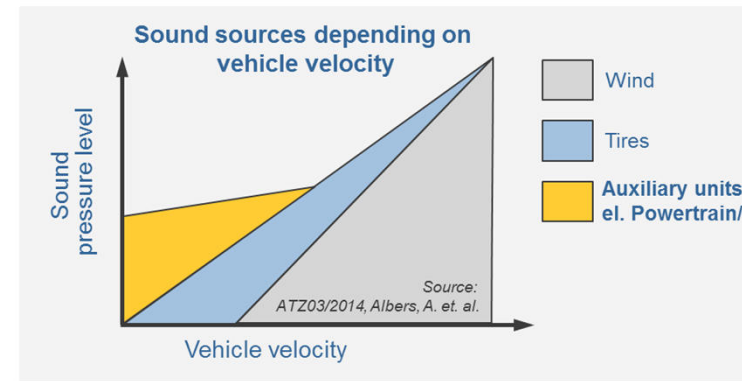 Sound sources depending on
vehicle velocity
Sound
pressure level
Wind
Tires
Auxiliary units
el. Powertrain/
Source:
ATZ03/2014, Albers, A. et. al.
Vehicle velocity